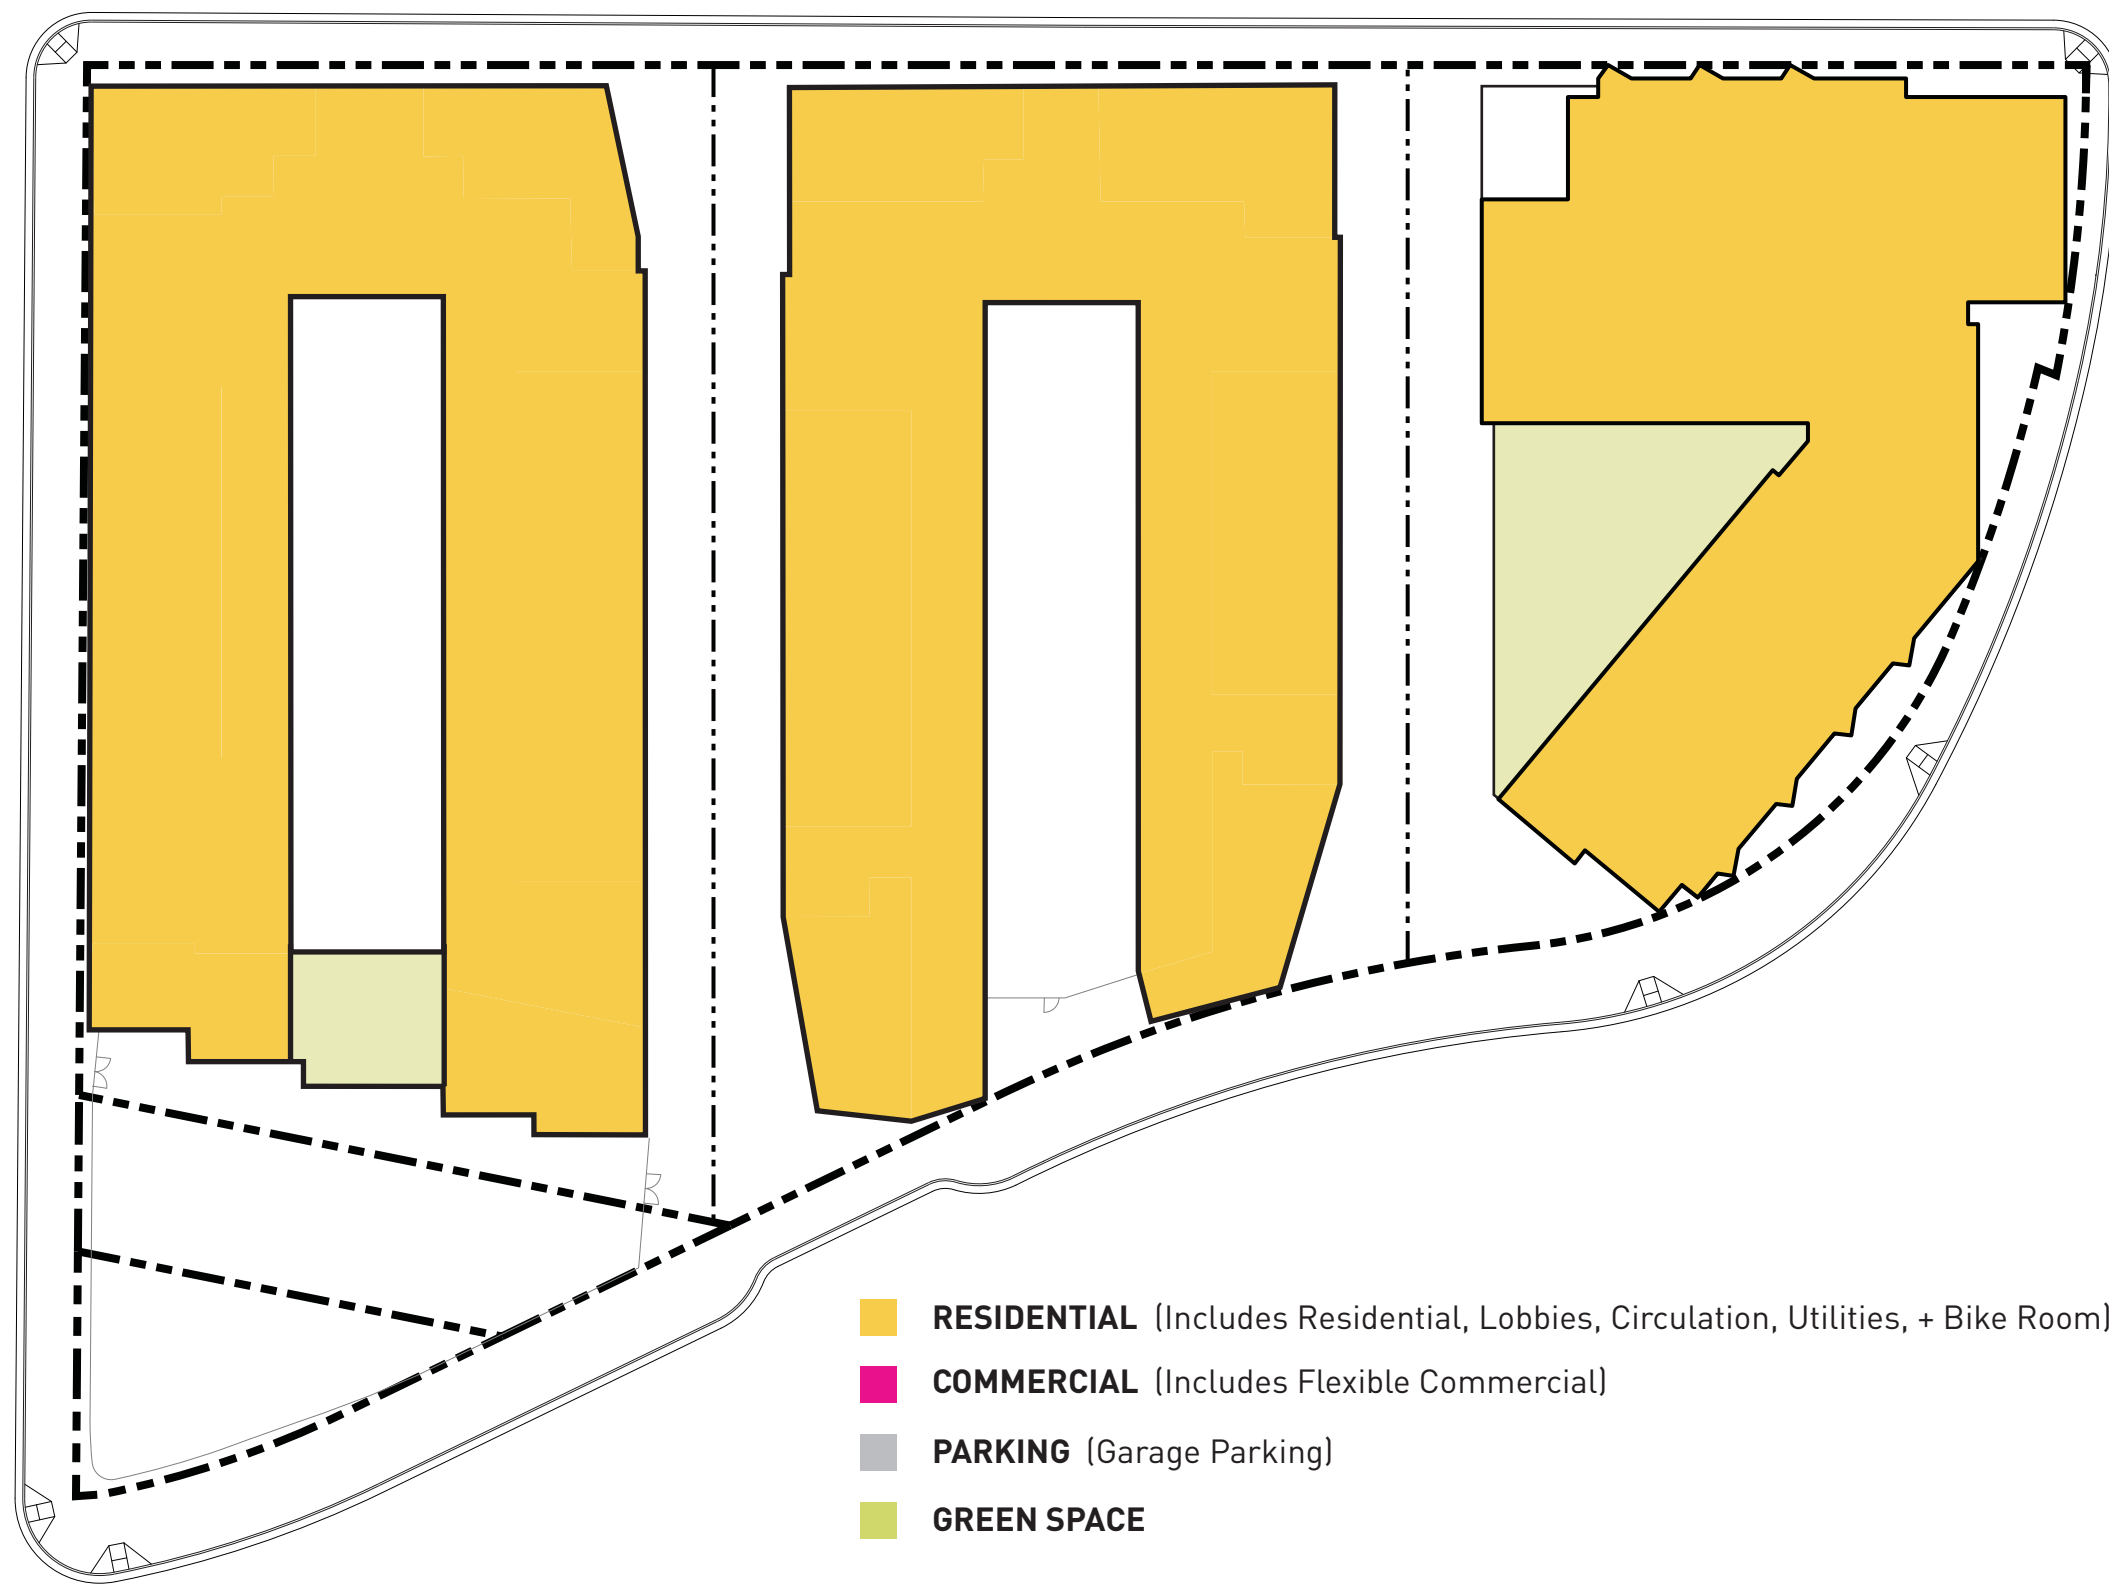 RESIDENTIAL (Includes Residential, Lobbies, Circulation, Utilities, + Bike Room)
COMMERCIAL (Includes Flexible Commercial)
PARKING (Garage Parking)
GREEN SPACE